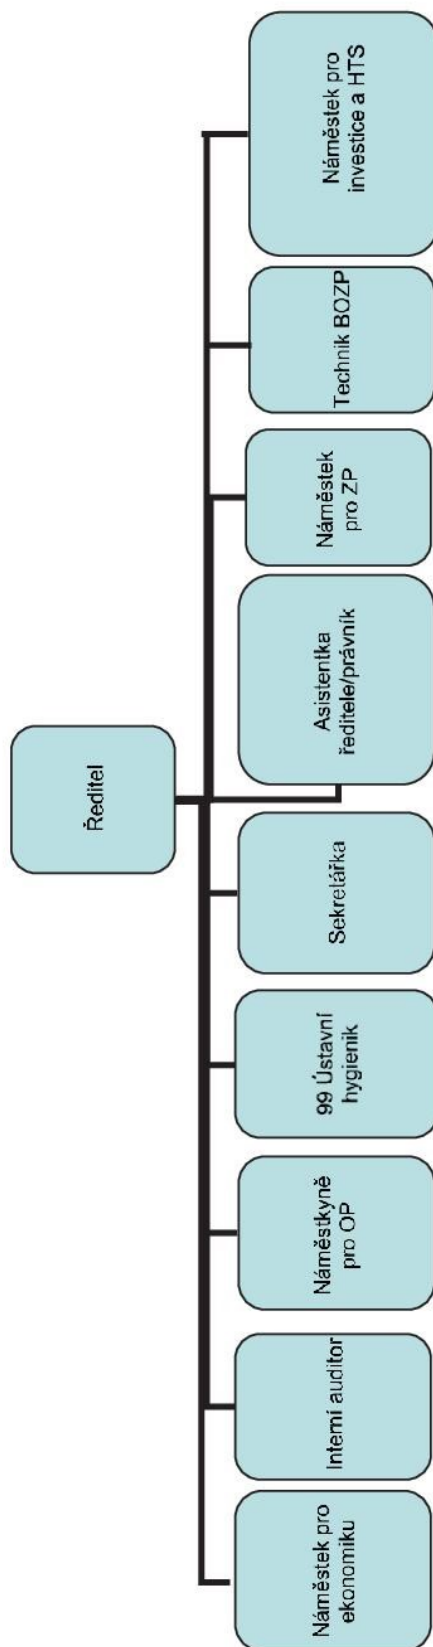 Ředitel
Náměstek pro
ekonomiku
Interní auditor
Náměstkyně
pro OP
99 Ústavní
hygienik
Sekretářka
Asistentka
ředitele/právník
Náměstek
pro ZP
Technik BOZP
Náměstek pro
investice a HTS